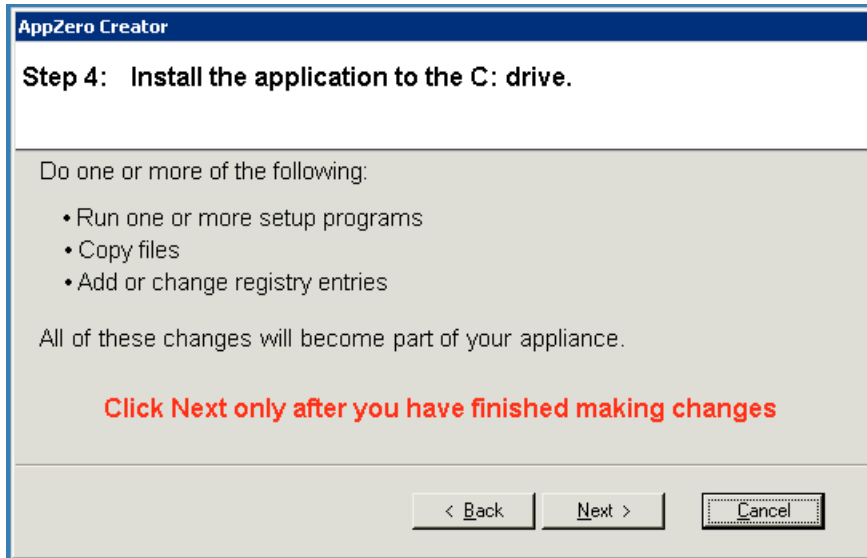 AppZero Creator
Step 4: Install the application to the C: drive.
Do one or more of the following:
• Run one or more setup programs
• Copy files
• Add or change registry entries
All of these changes will become part of your appliance.
Click Next only after you have finished making changes
< Back Next > Cancel